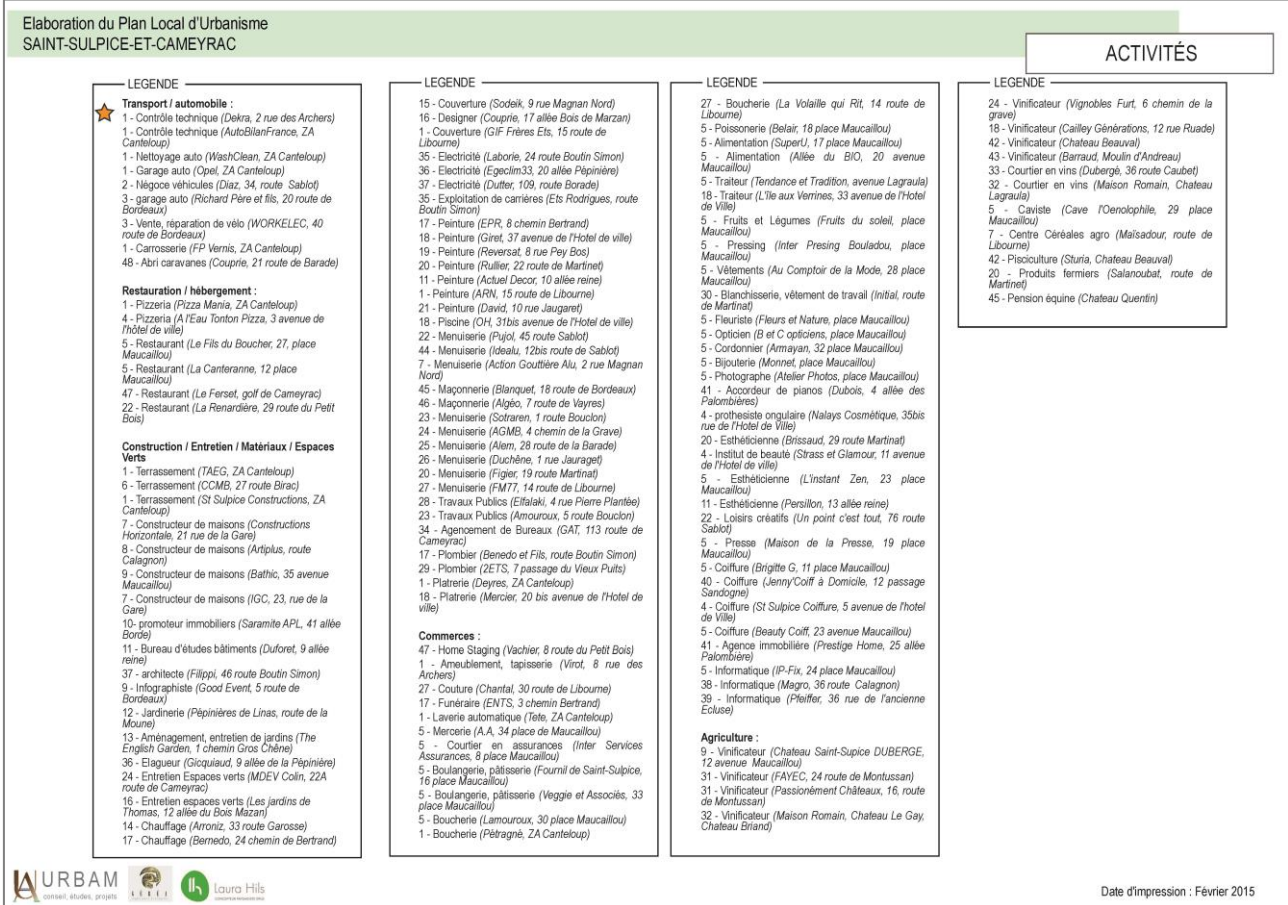 Elaboration du Plan Local d'Urbanisme
SAINT-SULPICE-ET-CAMEYRAC
ACTIVITÉS
LEGENDE
Transport / automobile :
1 - Contrôle technique (Dekra, 2 rue des Archers)
1 - Contrôle technique (AutoBilanFrance, ZA
Canteloup)
1 - Nettoyage auto (WashClean, ZA Canteloup)
1 - Garage auto (Opel, ZA Canteloup)
2 - Négoce véhicules (Diaz, 34, route Sablot)
3 - garage auto (Richard Père et fils, 20 route de
Bordeaux)
3 - Vente, réparation de vélo (WORKELEC, 40
route de Bordeaux)
1 - Carrosserie (FP Vernis, ZA Canteloup)
48 - Abri caravanes (Couprie, 21 route de Barade)
Restauration / hébergement :
1 - Pizzeria (Pizza Mania, ZA Canteloup)
4 - Pizzeria (A l'Eau Tonton Pizza, 3 avenue de
l'hôtel de ville)
5 - Restaurant (Le Fils du Boucher, 27, place
Maucaillou)
5 - Restaurant (La Canteranne, 12 place
Maucaillou)
47 - Restaurant (Le Ferset, golf de Cameyrac)
22 - Restaurant (La Renardière, 29 route du Petit
Bois)
Construction / Entretien / Matériaux / Espaces
Verts
1 - Terrassement (TAEG, ZA Canteloup)
6 - Terrassement (CCMB, 27 route Birac)
1 - Terrassement (St Sulpice Constructions, ZA
Canteloup)
7 - Constructeur de maisons (Constructions
Horizontale, 21 rue de la Gare)
8 - Constructeur de maisons (Artiplus, route
Calagnon)
9 - Constructeur de maisons (Bathic, 35 avenue
Maucaillou)
7 - Constructeur de maisons (IGC, 23, rue de la
Gare)
10- promoteur immobiliers (Saramite APL, 41 allée
Borde)
11 - Bureau d'études bâtiments (Duforet, 9 allée
reine)
37 - architecte (Filippi, 46 route Boutin Simon)
9 - Infographiste (Good Event, 5 route de
Bordeaux)
12 - Jardinerie (Pépinières de Linas, route de la
Moune)
13 - Aménagement, entretien de jardins (The
English Garden, 1 chemin Gros Chêne)
36 - Elagueur (Gicquiaud, 9 allée de la Pépinière)
24 - Entretien Espaces verts (MDEV Colin, 22A
route de Cameyrac)
16 - Entretien espaces verts (Les jardins de
Thomas, 12 allée du Bois Mazan)
14 - Chauffage (Arroniz, 33 route Garosse)
17 - Chauffage (Bernedo, 24 chemin de Bertrand)
LEGENDE
15 - Couverture (Sodeik, 9 rue Magnan Nord)
16 - Designer (Couprie, 17 allée Bois de Marzan)
1 - Couverture (GIF Frères Ets, 15 route de
Libourne)
35 - Electricité (Laborie, 24 route Boutin Simon)
36 - Electricité (Egeclim33, 20 allée Pépinière)
37 - Electricité (Dutter, 109, route Borade)
35 - Exploitation de carrières (Ets Rodrigues, route
Boutin Simon)
17 - Peinture (EPR, 8 chemin Bertrand)
18 - Peinture (Giret, 37 avenue de l'Hotel de ville)
19 - Peinture (Reversat, 8 rue Pey Bos)
20 - Peinture (Rullier, 22 route de Martinet)
11 - Peinture (Actuel Decor, 10 allée reine)
1 - Peinture (ARN, 15 route de Libourne)
21 - Peinture (David, 10 rue Jaugaret)
18 - Piscine (OH, 31bis avenue de l'Hotel de ville)
22 - Menuiserie (Pujol, 45 route Sablot)
44 - Menuiserie (Idealu, 12bis route de Sablot)
7 - Menuiserie (Action Gouttière Alu, 2 rue Magnan
Nord)
45 - Maçonnerie (Blanquet, 18 route de Bordeaux)
46 - Maçonnerie (Algéo, 7 route de Vayres)
23 - Menuiserie (Sotraren, 1 route Bouclon)
24 - Menuiserie (AGMB, 4 chemin de la Grave)
25 - Menuiserie (Alem, 28 route de la Barade)
26 - Menuiserie (Duchêne, 1 rue Jauraget)
20 - Menuiserie (Figier, 19 route Martinat)
27 - Menuiserie (FM77, 14 route de Libourne)
28 - Travaux Publics (Elfalaki, 4 rue Pierre Plantée)
23 - Travaux Publics (Amouroux, 5 route Bouclon)
34 - Agencement de Bureaux (GAT, 113 route de
Cameyrac)
17 - Plombier (Benedo et Fils, route Boutin Simon)
29 - Plombier (2ETS, 7 passage du Vieux Puits)
1 - Platrerie (Deyres, ZA Canteloup)
18 - Platrerie (Mercier, 20 bis avenue de l'Hotel de
ville)
Commerces :
47 - Home Staging (Vachier, 8 route du Petit Bois)
1 - Ameublement, tapisserie (Virot, 8 rue des
Archers)
27 - Couture (Chantal, 30 route de Libourne)
17 - Funéraire (ENTS, 3 chemin Bertrand)
1 - Laverie automatique (Tete, ZA Canteloup)
5 - Mercerie (A.A, 34 place de Maucaillou)
5 - Courtier en assurances (Inter Services
Assurances, 8 place Maucaillou)
5 - Boulangerie, pâtisserie (Fournil de Saint-Sulpice,
16 place Maucaillou)
5 - Boulangerie, pâtisserie (Veggie et Associés, 33
place Maucaillou)
5 - Boucherie (Lamouroux, 30 place Maucaillou)
1 - Boucherie (Pétragné, ZA Canteloup)
LEGENDE
27 - Boucherie (La Volaille qui Rit, 14 route de
Libourne)
5 - Poissonerie (Belair, 18 place Maucaillou)
5 - Alimentation (SuperU, 17 place Maucaillou)
5 - Alimentation (Allée du BIO, 20 avenue
Maucaillou)
5 - Traiteur (Tendance et Tradition, avenue Lagraula)
18 - Traiteur (L'île aux Verrines, 33 avenue de l'Hotel
de Ville)
5 - Fruits et Légumes (Fruits du soleil, place
Maucaillou)
5 - Pressing (Inter Presing Bouladou, place
Maucaillou)
5 - Vêtements (Au Comptoir de la Mode, 28 place
Maucaillou)
30 - Blanchisserie, vêtement de travail (Initial, route
de Martinat)
5 - Fleuriste (Fleurs et Nature, place Maucaillou)
5 - Opticien (B et C opticiens, place Maucaillou)
5 - Cordonnier (Armayan, 32 place Maucaillou)
5 - Bijouterie (Monnet, place Maucaillou)
5 - Photographe (Atelier Photos, place Maucaillou)
41 - Accordeur de pianos (Dubois, 4 allée des
Palombières)
4 - prothesiste ongulaire (Nalays Cosmétique, 35bis
rue de l'Hotel de Ville)
20 - Esthéticienne (Brissaud, 29 route Martinat)
4 - Institut de beauté (Strass et Glamour, 11 avenue
de l'Hotel de ville)
5 - Esthéticienne (L'instant Zen, 23 place
Maucaillou)
11 - Esthéticienne (Persillon, 13 allée reine)
22 - Loisirs créatifs (Un point c'est tout, 76 route
Sablot)
5 - Presse (Maison de la Presse, 19 place
Maucaillou)
5 - Coiffure (Brigitte G, 11 place Maucaillou)
40 - Coiffure (Jenny'Coiff à Domicile, 12 passage
Sandogne)
4 - Coiffure (St Sulpice Coiffure, 5 avenue de l'hotel
de Ville)
5 - Coiffure (Beauty Coiff, 23 avenue Maucaillou)
41 - Agence immobilière (Prestige Home, 25 allée
Palombière)
5 - Informatique (IP-Fix, 24 place Maucaillou)
38 - Informatique (Magro, 36 route Calagnon)
39 - Informatique (Pfeiffer, 36 rue de l'ancienne
Ecluse)
Agriculture :
9 - Vinificateur (Chateau Saint-Supice DUBERGE,
12 avenue Maucaillou)
31 - Vinificateur (FAYEC, 24 route de Montussan)
31 - Vinificateur (Passionément Châteaux, 16, route
de Montussan)
32 - Vinificateur (Maison Romain, Chateau Le Gay,
Chateau Briand)
LEGENDE
24 - Vinificateur (Vignobles Furt, 6 chemin de la
grave)
18 - Vinificateur (Cailley Générations, 12 rue Ruade)
42 - Vinificateur (Chateau Beauval)
43 - Vinificateur (Barraud, Moulin d'Andreau)
33 - Courtier en vins (Dubergé, 36 route Caubet)
32 - Courtier en vins (Maison Romain, Chateau
Lagraula)
5 - Caviste (Cave l'Oenolophile, 29 place
Maucaillou)
7 - Centre Céréales agro (Maïsadour, route de
Libourne)
42 - Pisciculture (Sturia, Chateau Beauval)
20 - Produits fermiers (Salanoubat, route de
Martinet)
45 - Pension équine (Chateau Quentin)
URBAM
conseil, études, projets
Laura Hils
Date d'impression : Février 2015